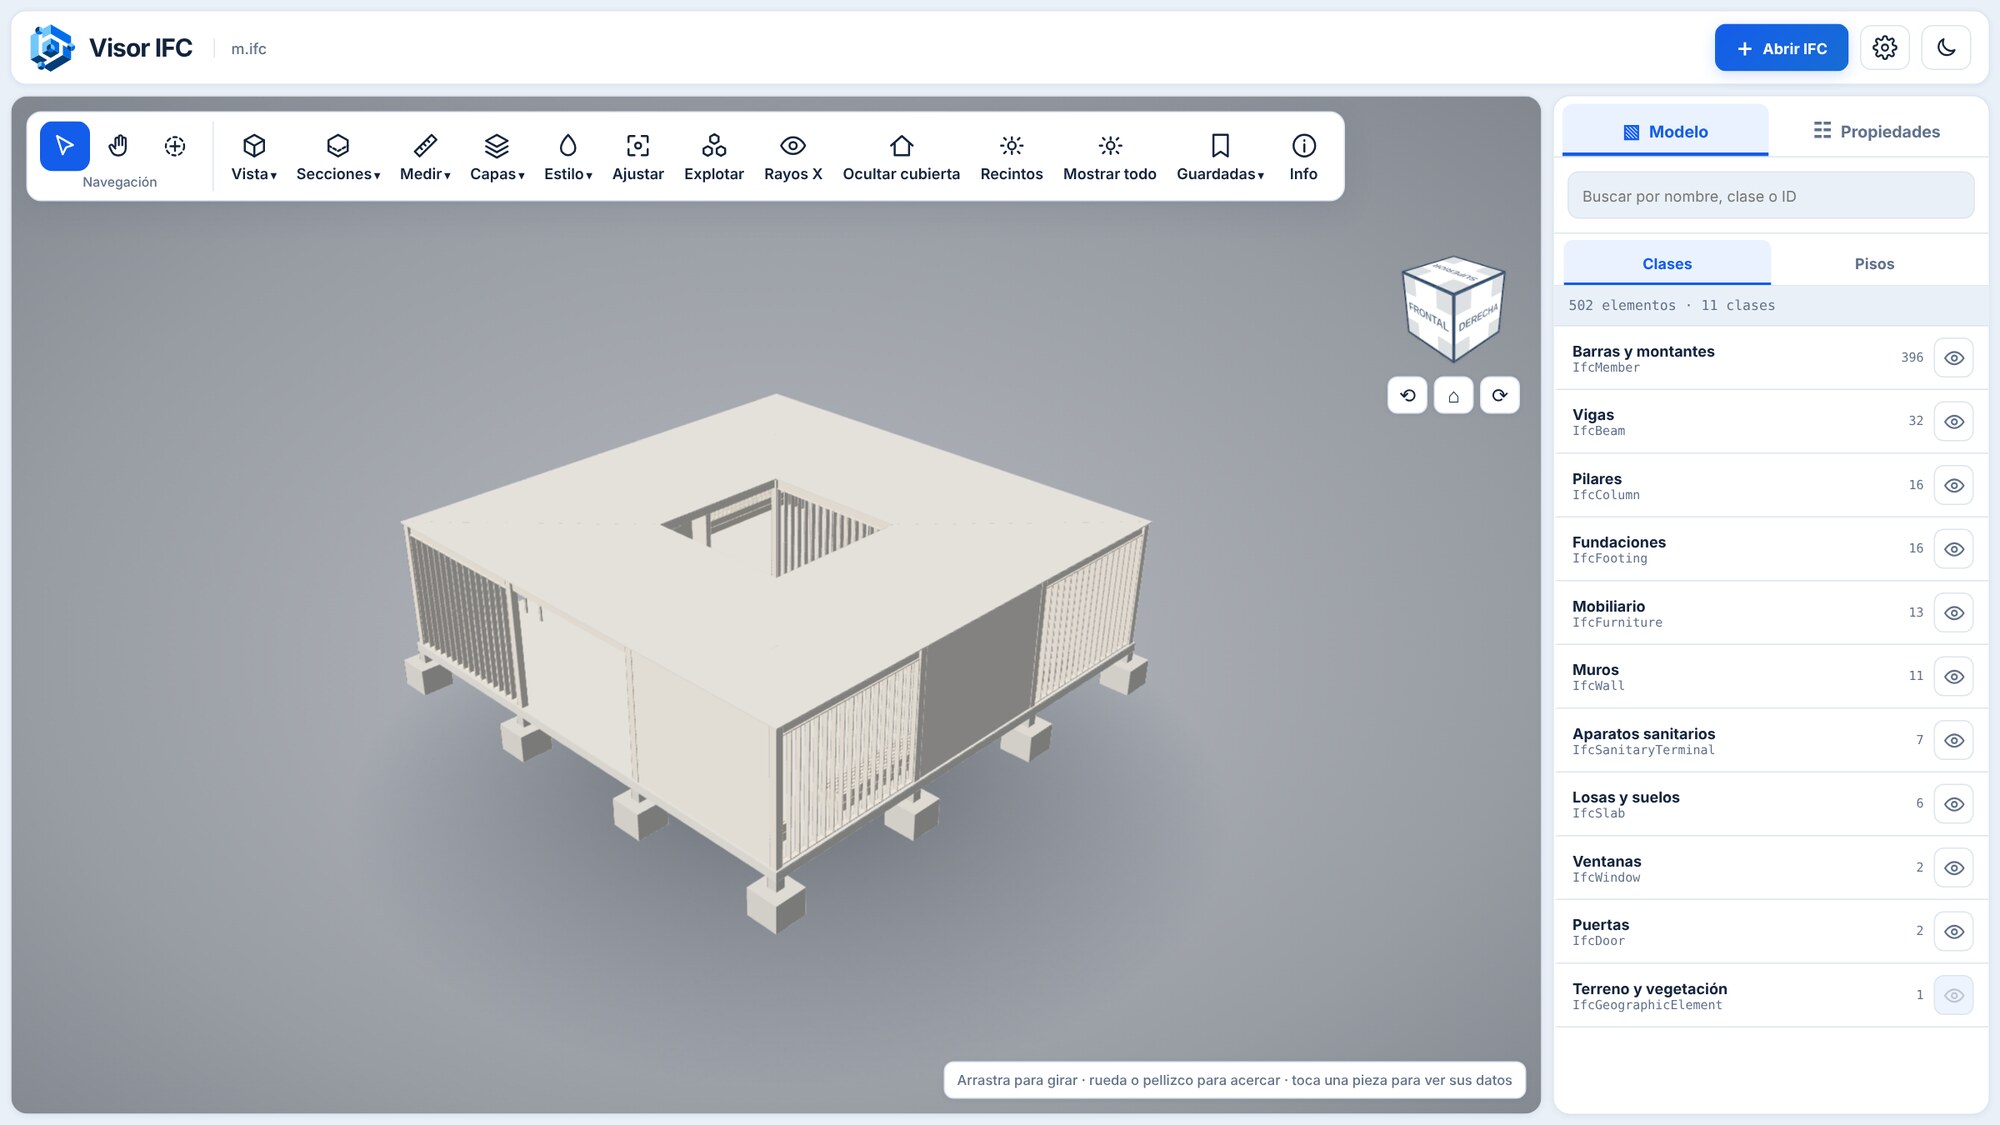 Visor IFC
m.ifc
+ Abrir IFC
Navegación
Vista▾
Secciones▾
Medir▾
Capas▾
Estilo▾
Ajustar
Explotar
Rayos X
Ocultar cubierta
Recintos
Mostrar todo
Guardadas▾
Info
SUPERIOR
FRONTAL
DERECHA
Arrastra para girar · rueda o pellizco para acercar · toca una pieza para ver sus datos
Modelo
Propiedades
Buscar por nombre, clase o ID
Clases
Pisos
502 elementos · 11 clases
Barras y montantes
IfcMember
396
Vigas
IfcBeam
32
Pilares
IfcColumn
16
Fundaciones
IfcFooting
16
Mobiliario
IfcFurniture
13
Muros
IfcWall
11
Aparatos sanitarios
IfcSanitaryTerminal
7
Losas y suelos
IfcSlab
6
Ventanas
IfcWindow
2
Puertas
IfcDoor
2
Terreno y vegetación
IfcGeographicElement
1